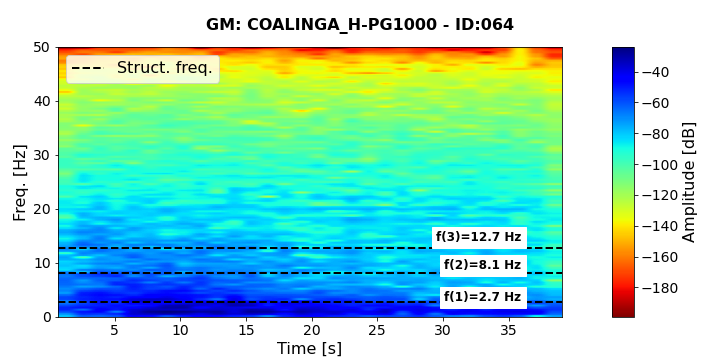 GM: COALINGA_H-PG1000 - ID:064
50
40
30
20
10
0
Freq. [Hz]
Struct. freq.
f(3)=12.7 Hz
f(2)=8.1 Hz
f(1)=2.7 Hz
5 10 15 20 25 30 35
Time [s]
−40
−60
−80
−100
−120
−140
−160
−180
Amplitude [dB]